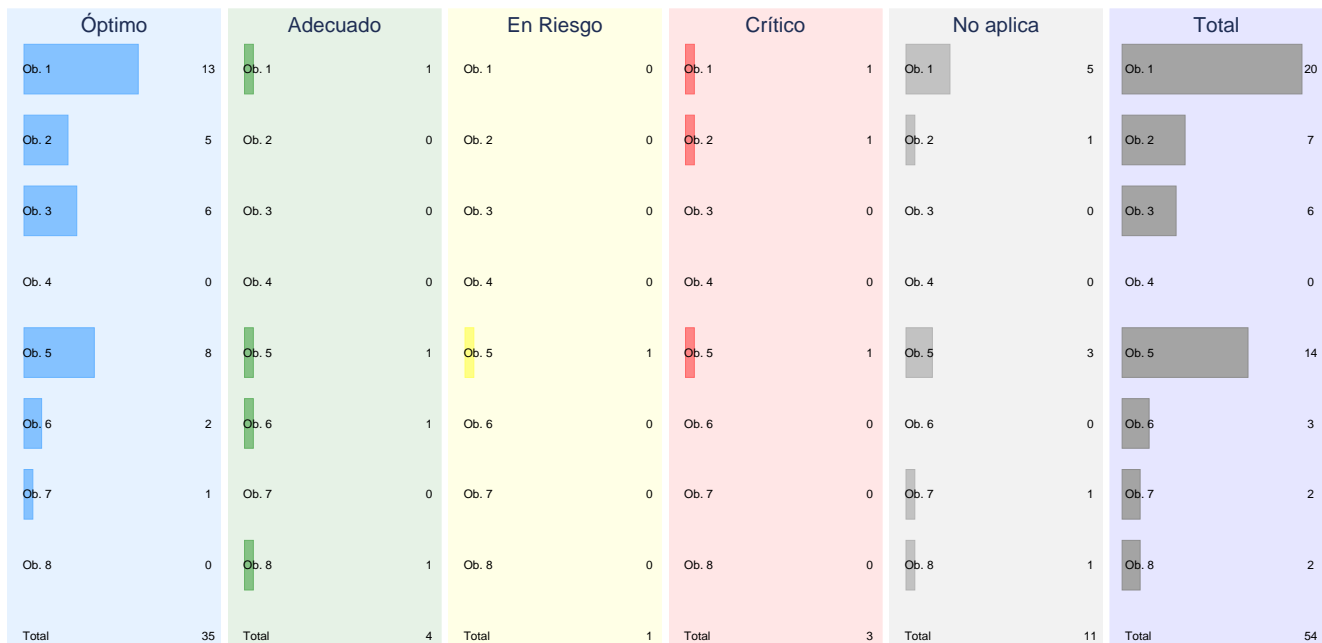 Óptimo Adecuado En Riesgo Crítico No aplica Total
Ob. 1 13 Ob. 1 1 Ob. 1 0 Ob. 1 1 Ob. 1 5 Ob. 1 20
Ob. 2 5 Ob. 2 0 Ob. 2 0 Ob. 2 1 Ob. 2 1 Ob. 2 7
Ob. 3 6 Ob. 3 0 Ob. 3 0 Ob. 3 0 Ob. 3 0 Ob. 3 6
Ob. 4 0 Ob. 4 0 Ob. 4 0 Ob. 4 0 Ob. 4 0 Ob. 4 0
Ob. 5 8 Ob. 5 1 Ob. 5 1 Ob. 5 1 Ob. 5 3 Ob. 5 14
Ob. 6 2 Ob. 6 1 Ob. 6 0 Ob. 6 0 Ob. 6 0 Ob. 6 3
Ob. 7 1 Ob. 7 0 Ob. 7 0 Ob. 7 0 Ob. 7 1 Ob. 7 2
Ob. 8 0 Ob. 8 1 Ob. 8 0 Ob. 8 0 Ob. 8 1 Ob. 8 2
Total 35 Total 4 Total 1 Total 3 Total 11 Total 54